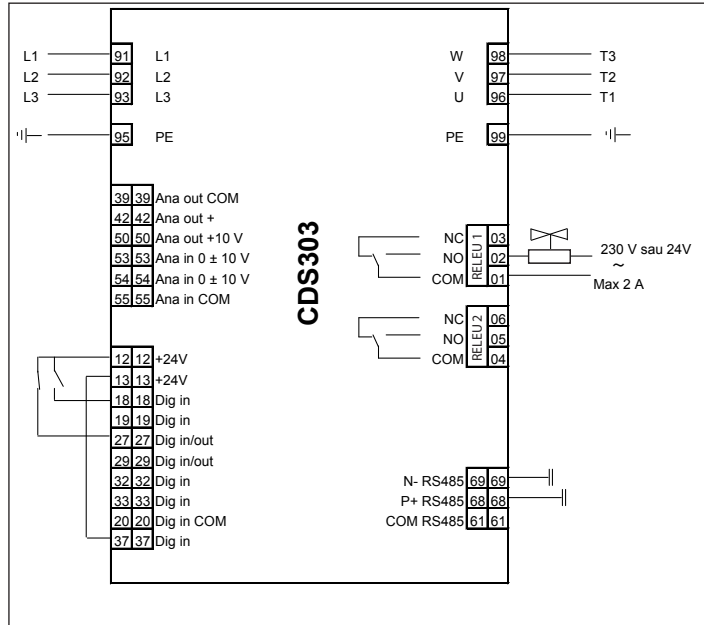 L1 91 L1
L2 92 L2
L3 93 L3
95 PE
W 98 T3
V 97 T2
U 96 T1
PE 99
39 39 Ana out COM
42 42 Ana out +
50 50 Ana out +10 V
53 53 Ana in 0 ± 10 V
54 54 Ana in 0 ± 10 V
55 55 Ana in COM
CDS303
NC 03
NO 02
COM 01
RELEU 1
230 V sau 24V
~
Max 2 A
NC 06
NO 05
COM 04
RELEU 2
12 12 +24V
13 13 +24V
18 18 Dig in
19 19 Dig in
27 27 Dig in/out
29 29 Dig in/out
32 32 Dig in
33 33 Dig in
20 20 Dig in COM
37 37 Dig in
N- RS485 69 69
P+ RS485 68 68
COM RS485 61 61